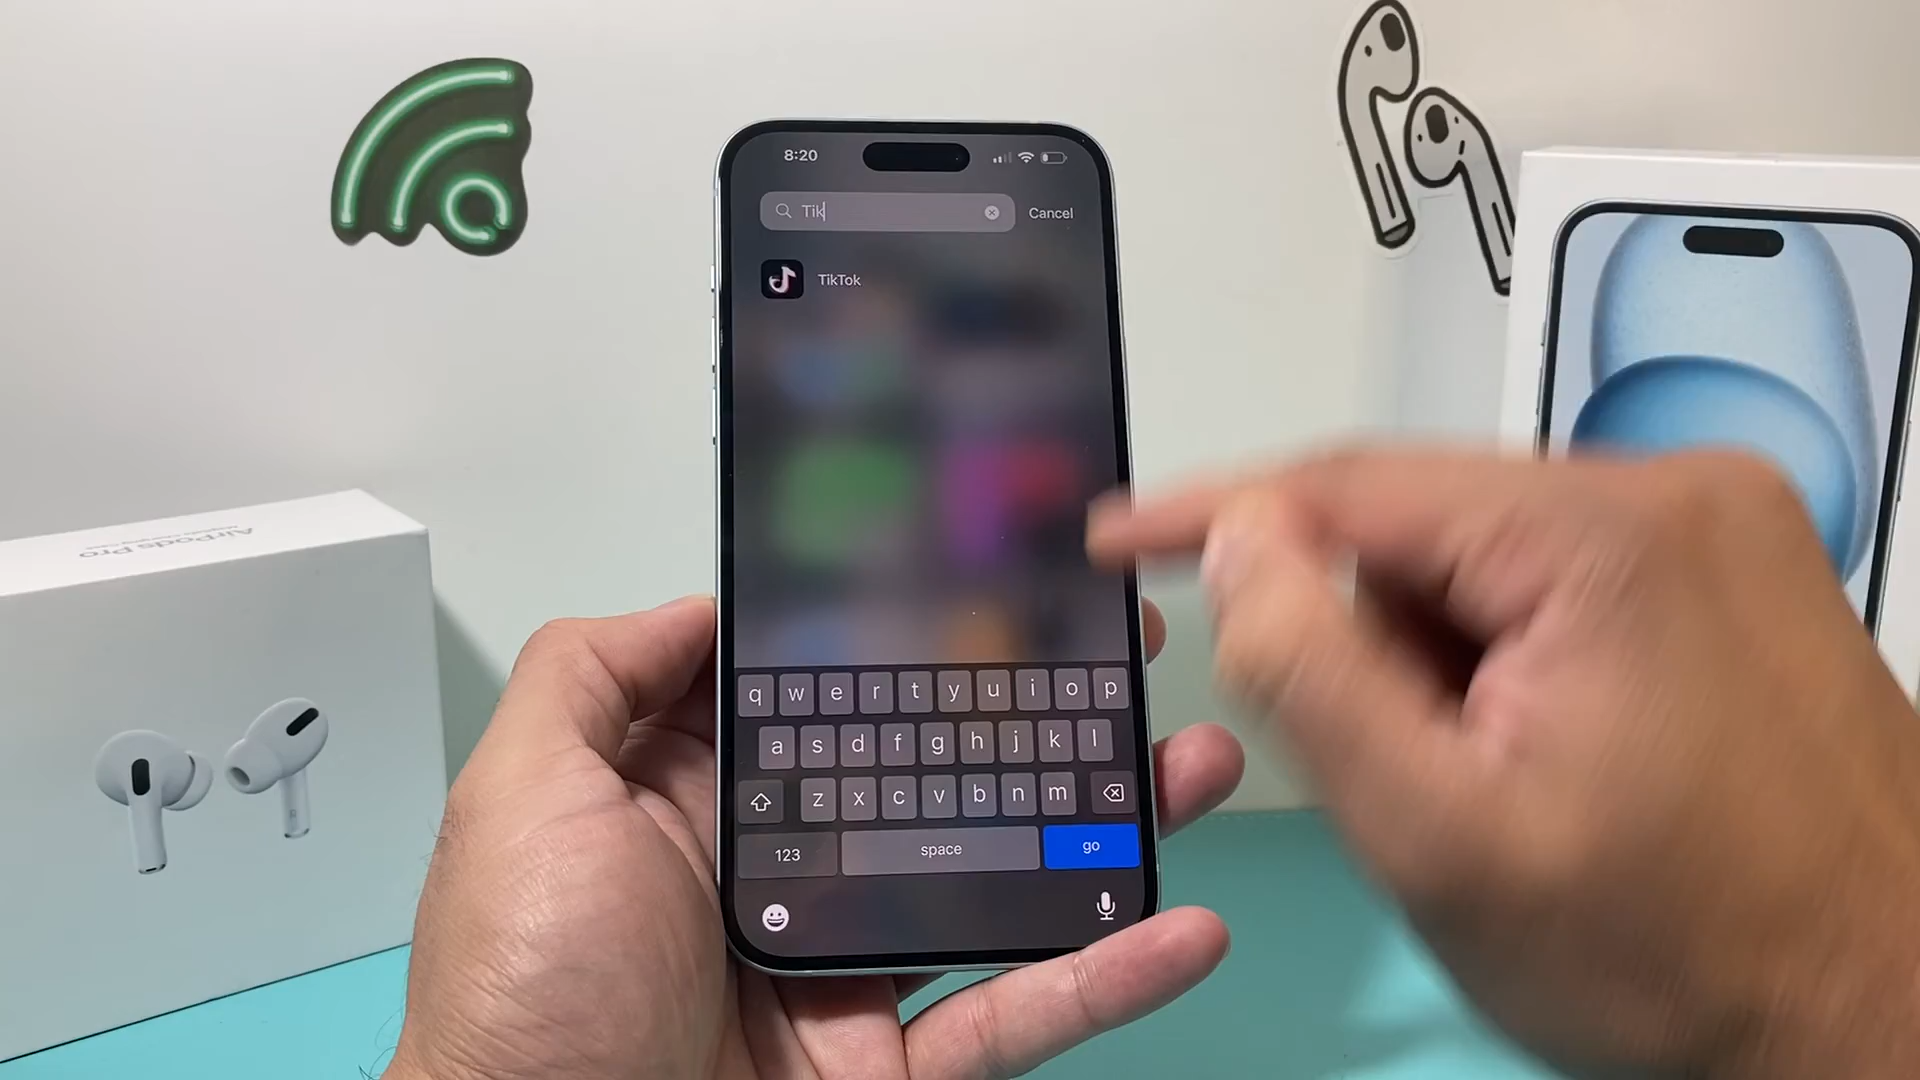 8:20
Tik
Cancel
TikTok
q w e r t y u i o p
a s d f g h j k l
z x c v b n m
123 space go
AirPods Pro